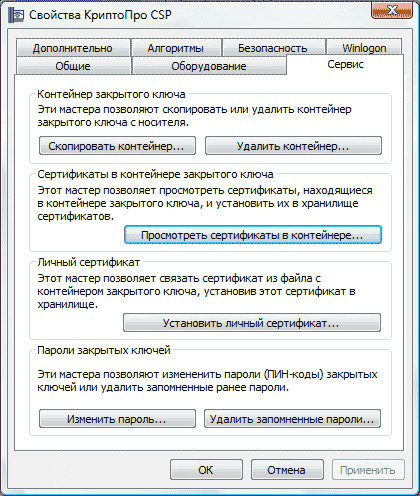 Свойства КриптоПро CSP
Дополнительно Алгоритмы Безопасность Winlogon
Общие Оборудование Сервис
Контейнер закрытого ключа
Эти мастера позволяют скопировать или удалить контейнер
закрытого ключа с носителя.
Скопировать контейнер... Удалить контейнер...
Сертификаты в контейнере закрытого ключа
Этот мастер позволяет просмотреть сертификаты, находящиеся
в контейнере закрытого ключа, и установить их в хранилище
сертификатов.
Просмотреть сертификаты в контейнере...
Личный сертификат
Этот мастер позволяет связать сертификат из файла с
контейнером закрытого ключа, установив этот сертификат в
хранилище.
Установить личный сертификат...
Пароли закрытых ключей
Эти мастера позволяют измененить пароли (ПИН-коды) закрытых
ключей или удалить запомненные ранее пароли.
Изменить пароль... Удалить запомненные пароли...
ОК Отмена Применить